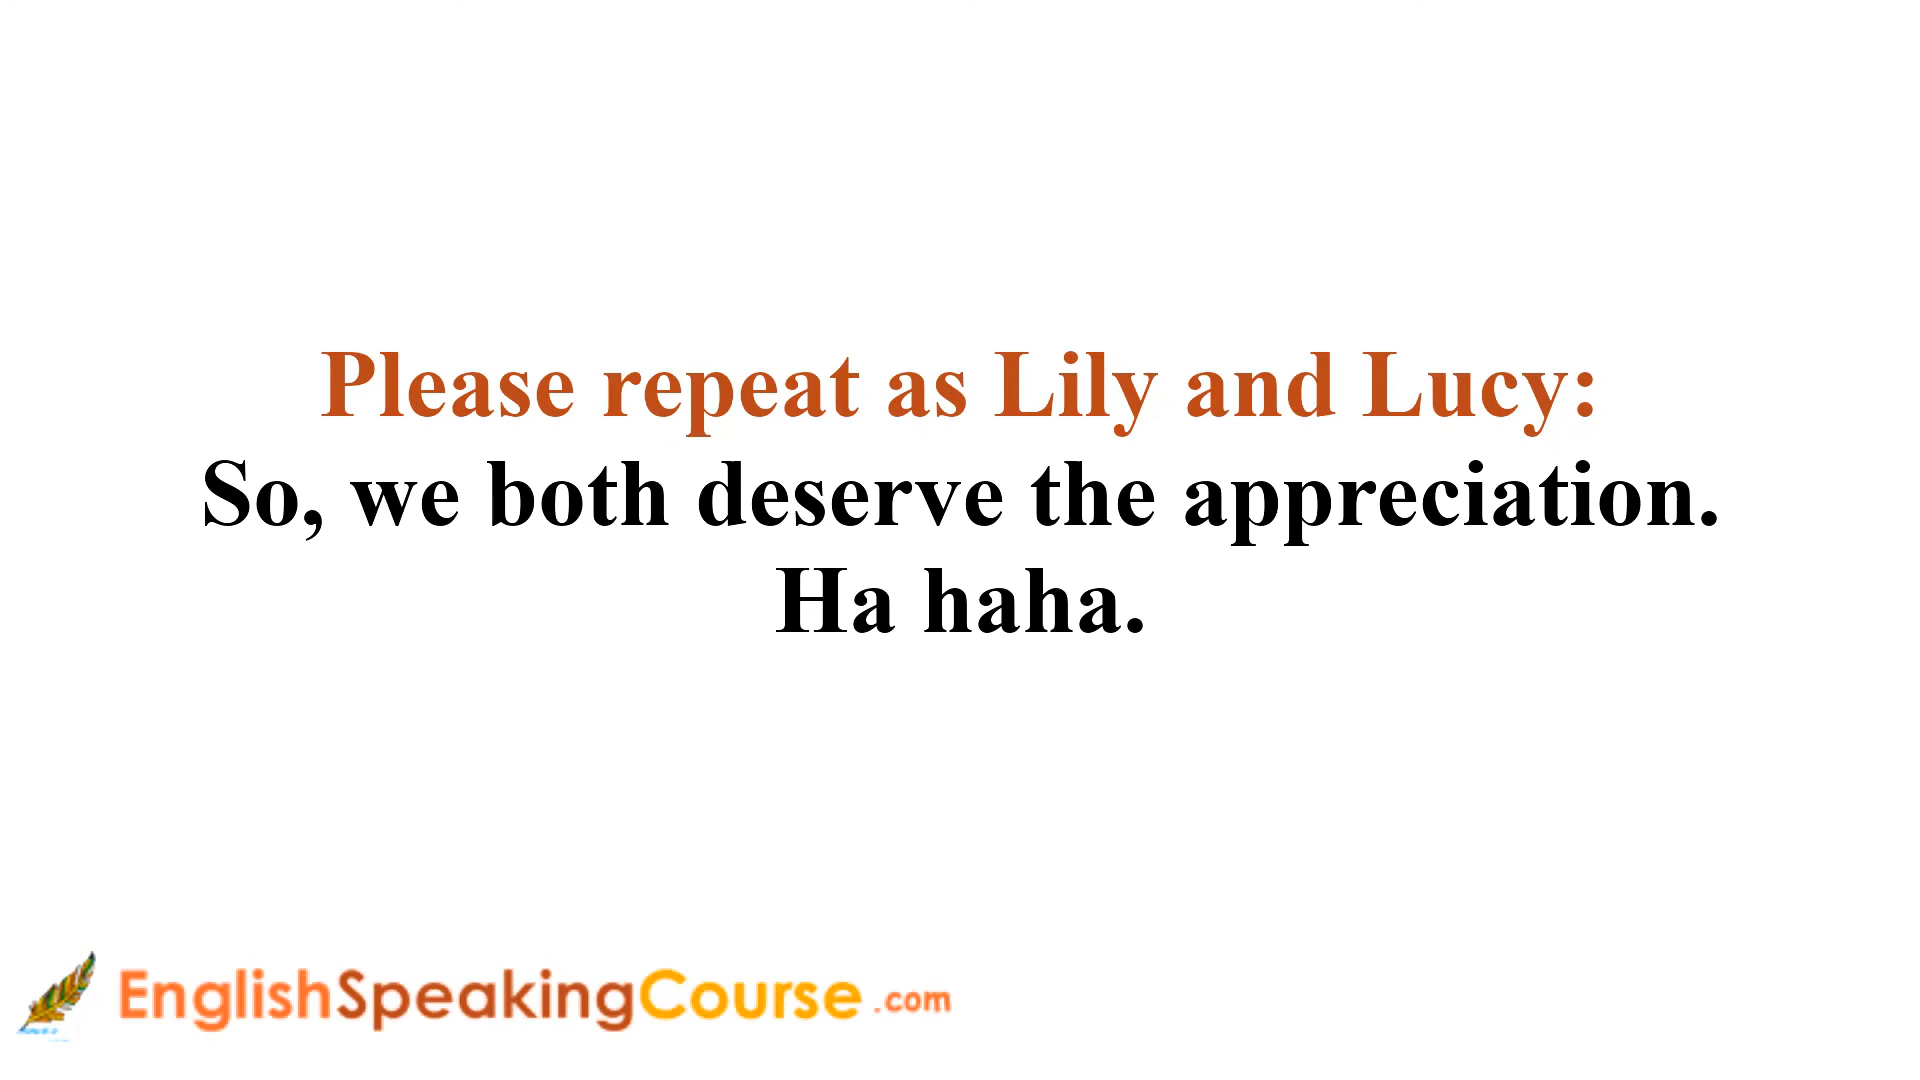 Please repeat as Lily and Lucy:
So, we both deserve the appreciation.
Ha haha.
EnglishSpeakingCourse.com